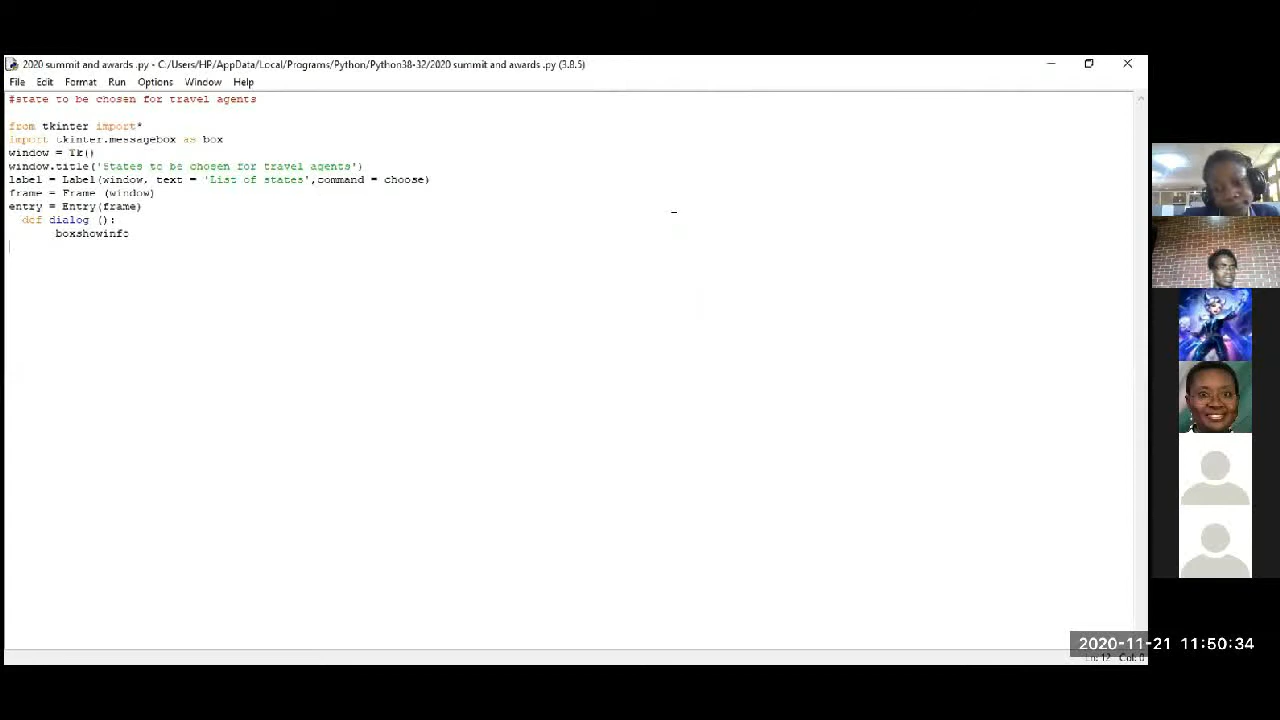 2020 summit and awards .py - C:/Users/HP/AppData/Local/Programs/Python/Python38-32/2020 summit and awards .py (3.8.5)
File Edit Format Run Options Window Help
#state to be chosen for travel agents
from tkinter import*
import tkinter.messagebox as box
window = Tk()
window.title('States to be chosen for travel agents')
label = Label(window, text = 'List of states',command = choose)
frame = Frame (window)
entry = Entry(frame)
def dialog ():
boxshowinfo
2020-11-21 11:50:34
Ln: 12 Col: 0